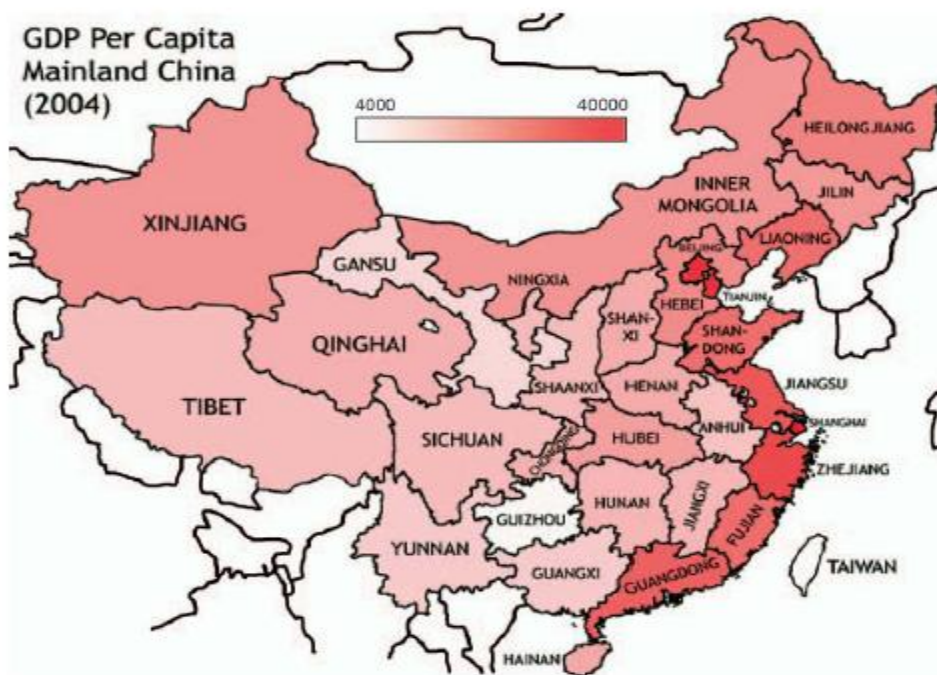 GDP Per Capita
Mainland China
(2004)
4000
40000
HEILONGJIANG
JILIN
INNER
MONGOLIA
LIAONING
XINJIANG
BEIJING
GANSU
NINGXIA
HEBEI
TIANJIN
SHAN-
XI
SHAN-
DONG
QINGHAI
JIANGSU
SHAANXI
HENAN
TIBET
SHANGHAI
ANHUI
SICHUAN
CHONGQING
HUBEI
ZHEJIANG
HUNAN
JIANGXI
GUIZHOU
FUJIAN
YUNNAN
TAIWAN
GUANGXI
GUANGDONG
HAINAN